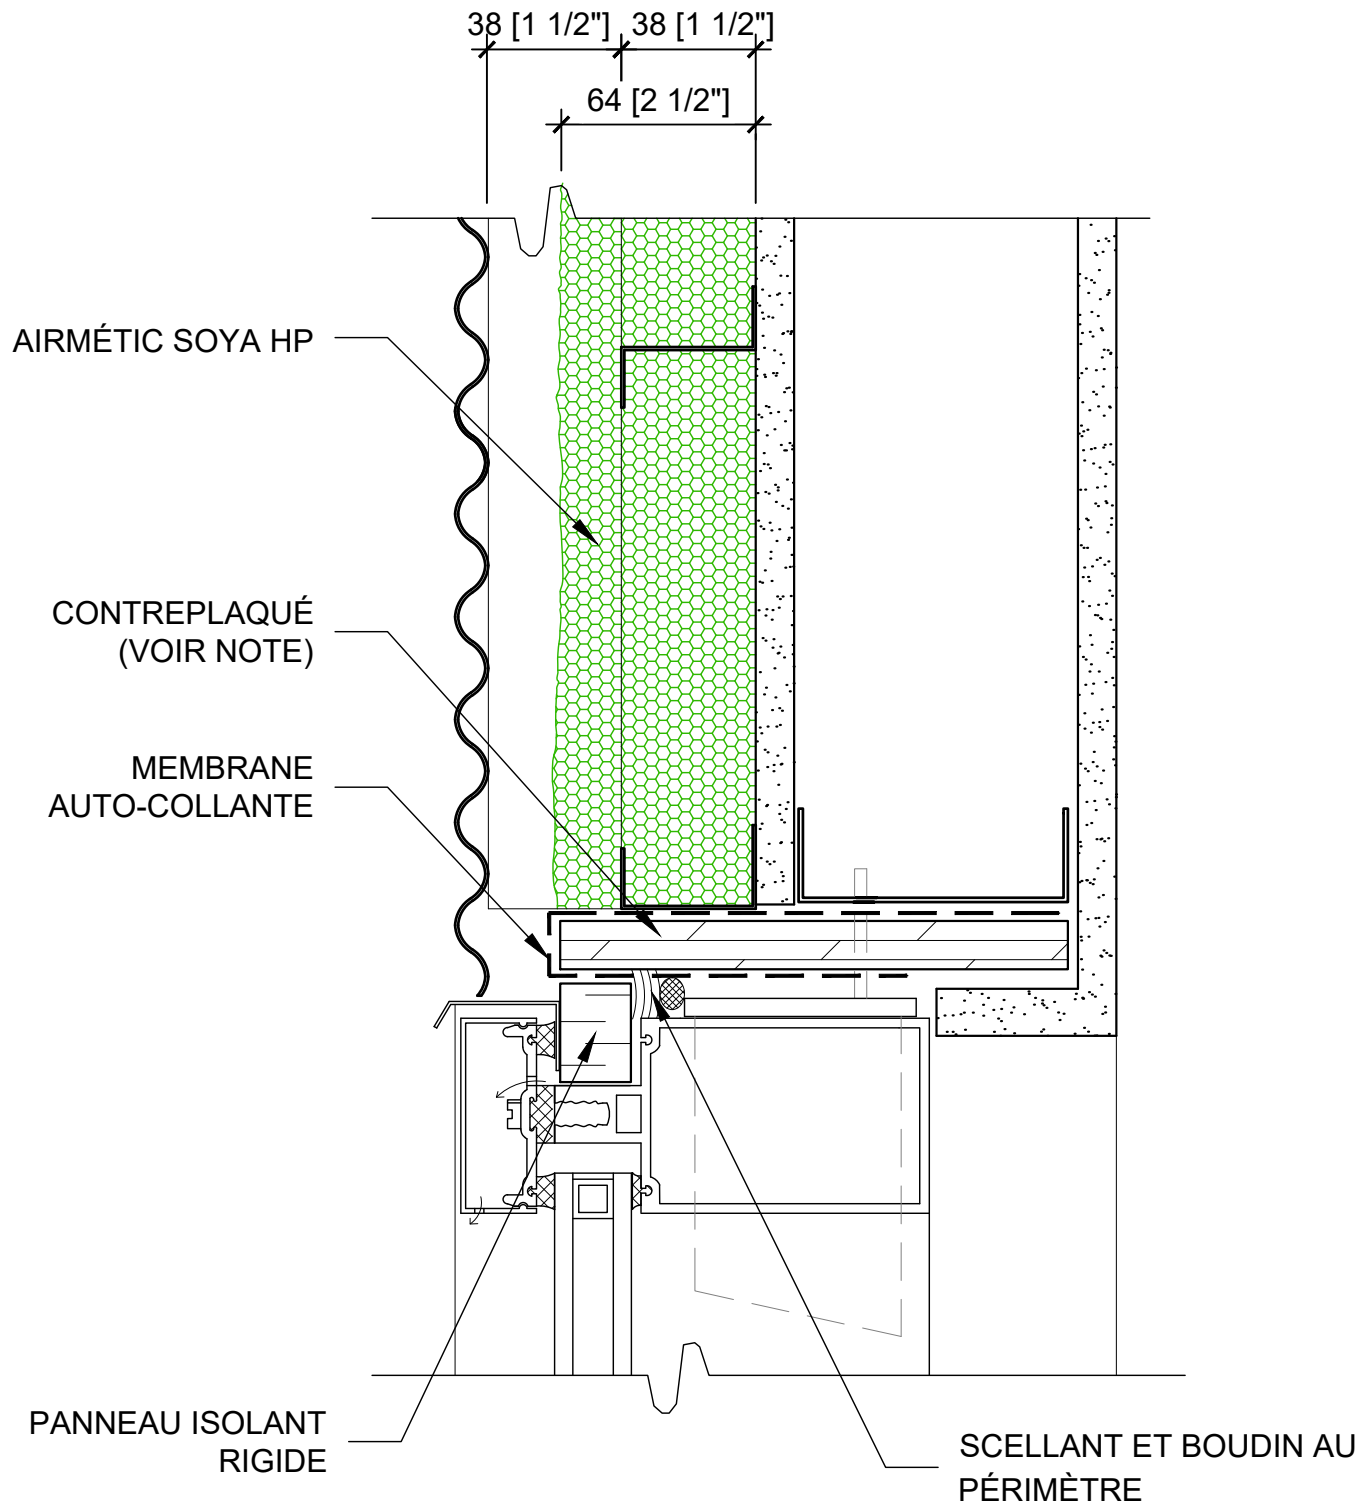 38 [1 1/2"] 38 [1 1/2"]
64 [2 1/2"]
AIRMÉTIC SOYA HP
CONTREPLAQUÉ
(VOIR NOTE)
MEMBRANE
AUTO-COLLANTE
PANNEAU ISOLANT
RIGIDE
SCELLANT ET BOUDIN AU
PÉRIMÈTRE